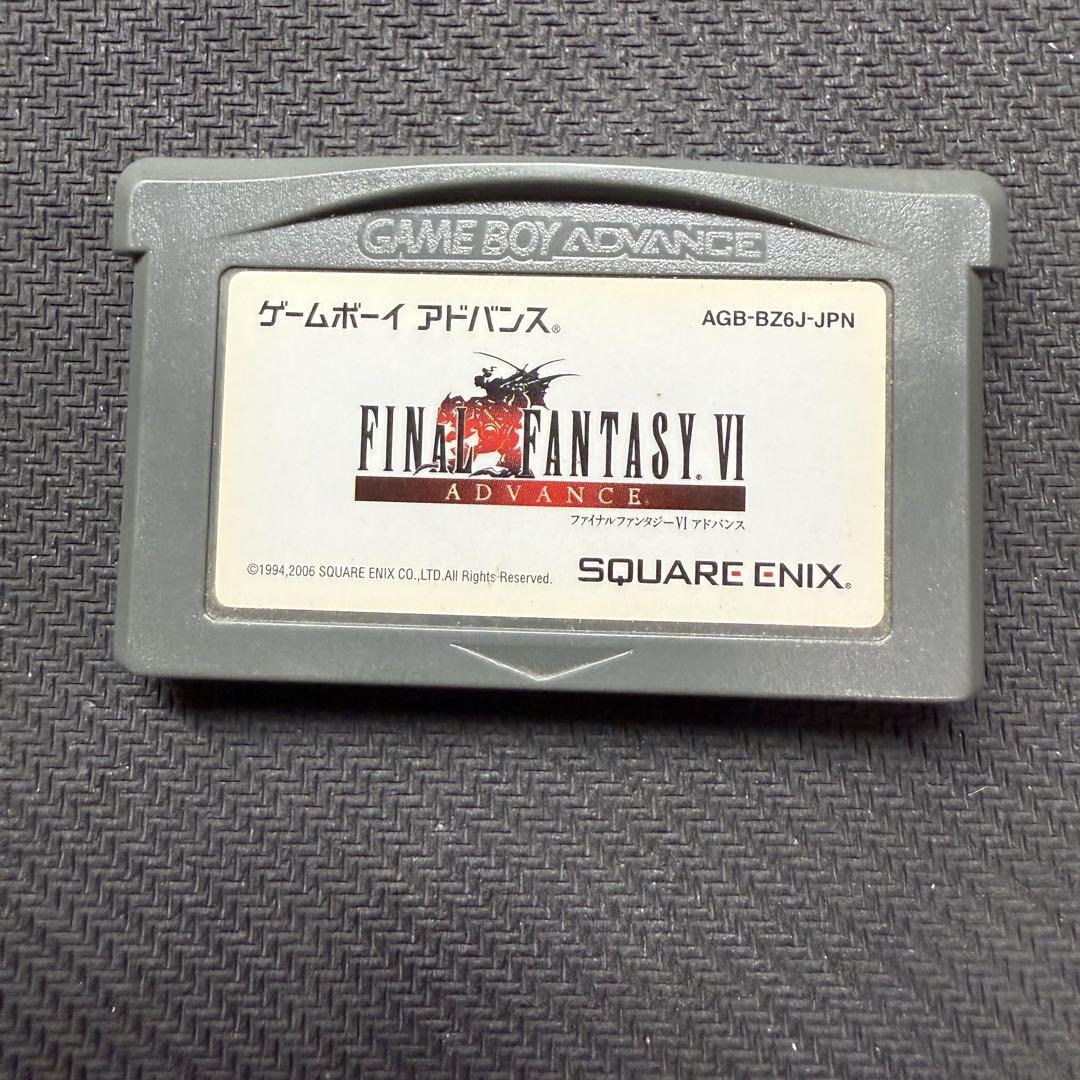 GAME BOY ADVANCE
ゲームボーイ アドバンス®
AGB-BZ6J-JPN
FINAL FANTASY® VI
ADVANCE
ファイナルファンタジーVI アドバンス
©1994,2006 SQUARE ENIX CO.,LTD.All Rights Reserved.
SQUARE ENIX®